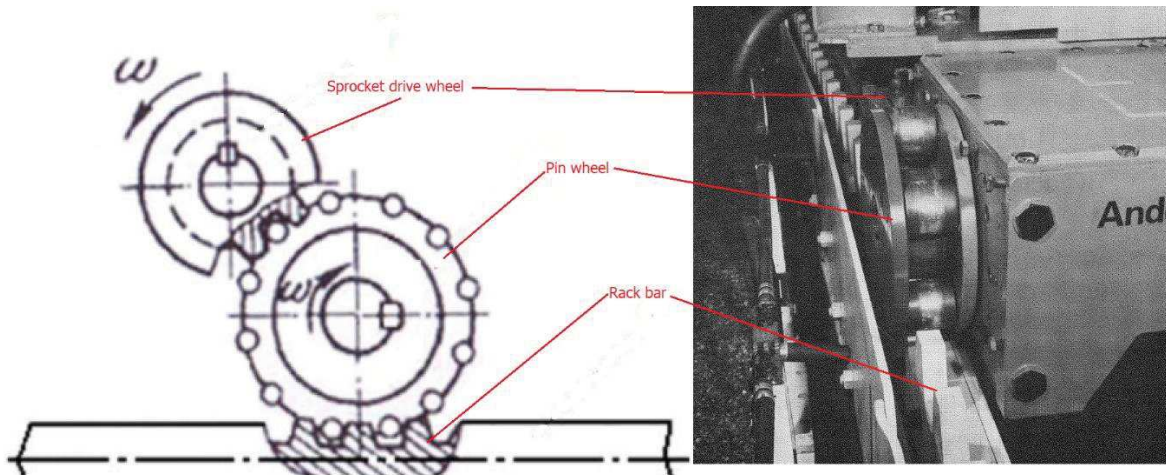 ω
Sprocket drive wheel
Pin wheel
And
ω
Rack bar